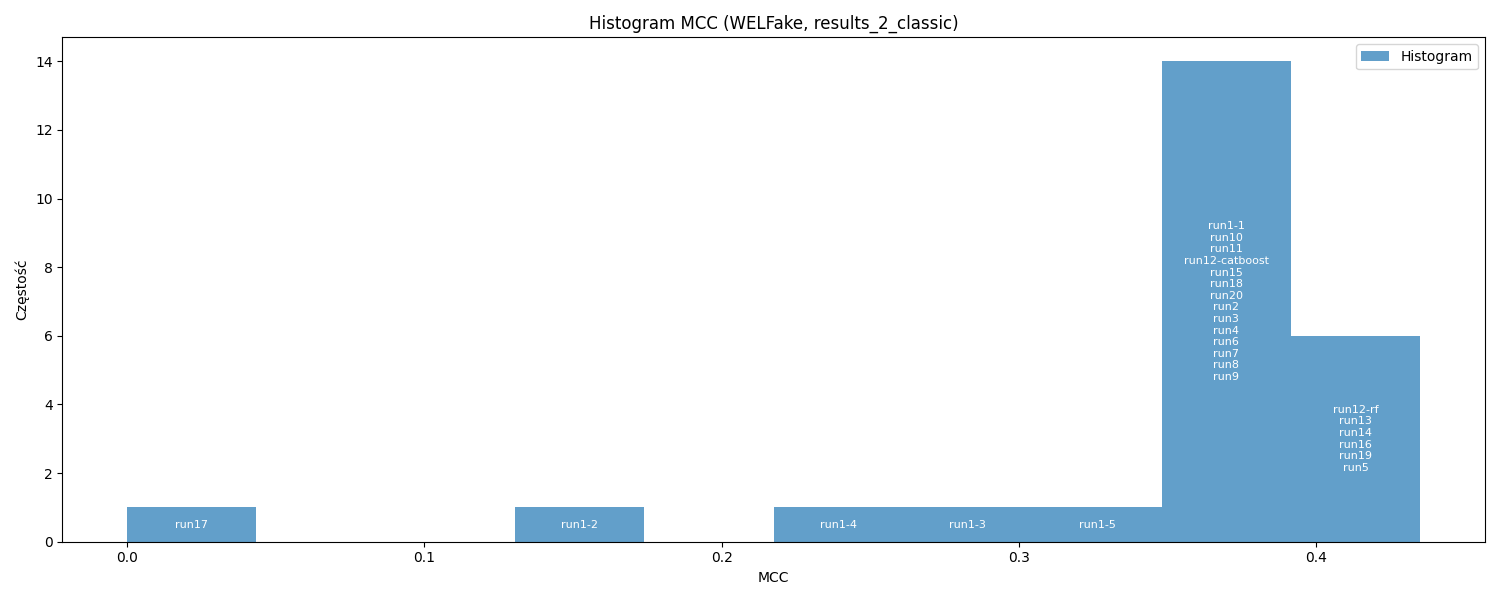 Histogram MCC (WELFake, results_2_classic)
Histogram
Częstość
14
12
10
8
6
4
2
0
run17
run1-2
run1-4
run1-3
run1-5
run1-1
run10
run11
run12-catboost
run15
run18
run20
run2
run3
run4
run6
run7
run8
run9
run12-rf
run13
run14
run16
run19
run5
0.0
0.1
0.2
0.3
0.4
MCC